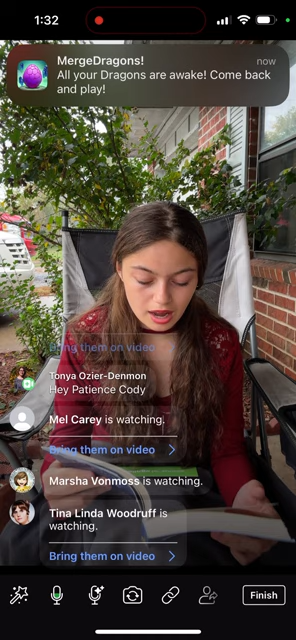 1:32
MergeDragons!
now
All your Dragons are awake! Come back
and play!
Bring them on video
Tonya Ozier-Denmon
Hey Patience Cody
Mel Carey is watching.
Bring them on video
Marsha Vonmoss is watching.
Tina Linda Woodruff is
watching.
Bring them on video
Finish